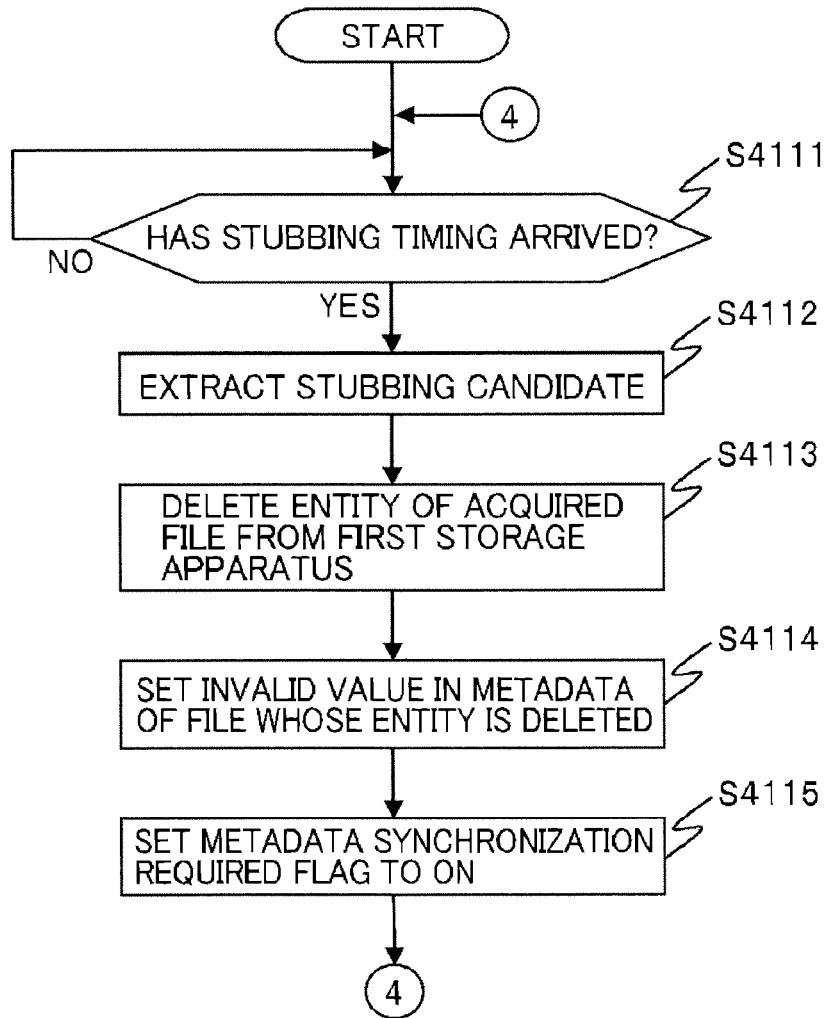 START
4
S4111
HAS STUBBING TIMING ARRIVED?
NO
YES
S4112
EXTRACT STUBBING CANDIDATE
S4113
DELETE ENTITY OF ACQUIRED
FILE FROM FIRST STORAGE
APPARATUS
S4114
SET INVALID VALUE IN METADATA
OF FILE WHOSE ENTITY IS DELETED
S4115
SET METADATA SYNCHRONIZATION
REQUIRED FLAG TO ON
4